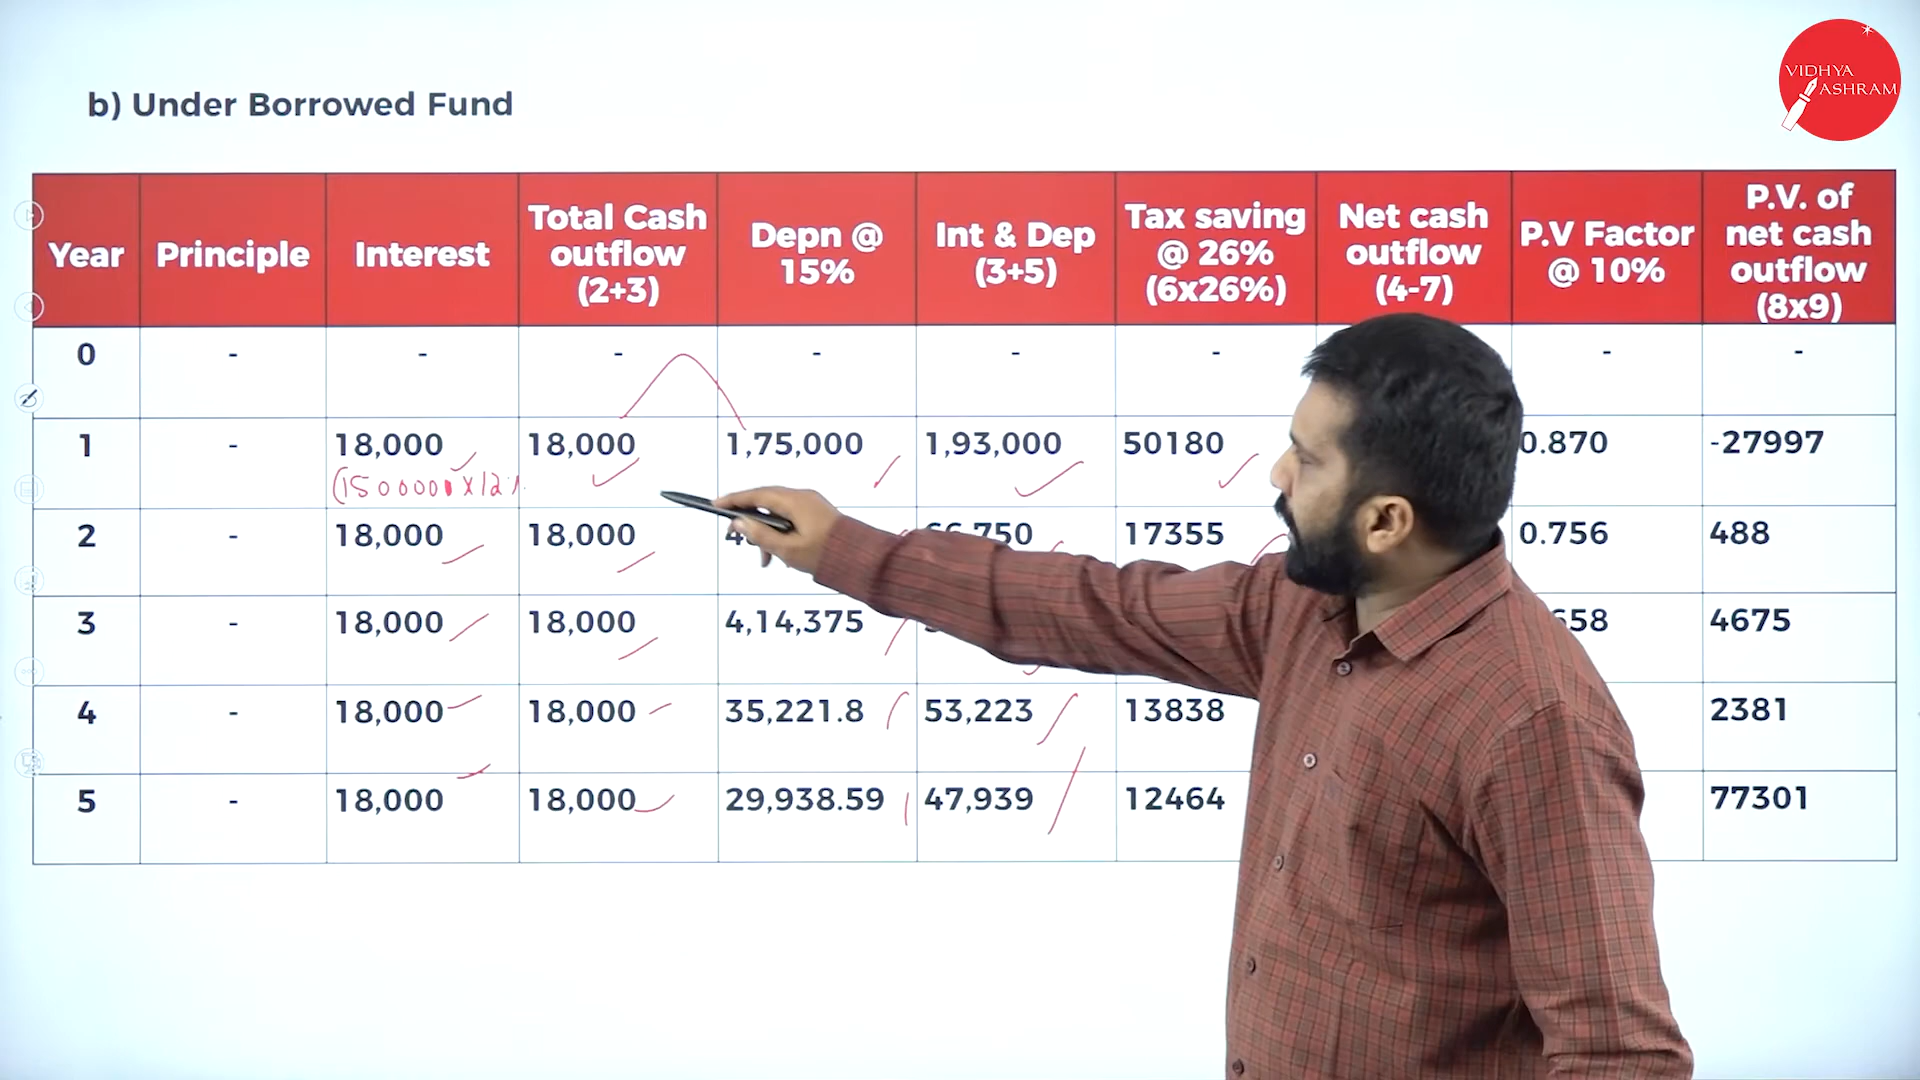 VIDHYA
ASHRAM
b) Under Borrowed Fund
Year Principle Interest Total Cash outflow (2+3) Depn @ 15% Int & Dep (3+5) Tax saving @ 26% (6x26%) Net cash outflow (4-7) P.V Factor @ 10% P.V. of net cash outflow (8x9)
0 - - - - - - - -
1 - 18,000 18,000 1,75,000 1,93,000 50180 0.870 -27997
(150000 x 12%
2 - 18,000 18,000 17355 0.756 488
3 - 18,000 18,000 4,14,375 4675
4 - 18,000 18,000 35,221.8 53,223 13838 2381
5 - 18,000 18,000 29,938.59 47,939 12464 77301